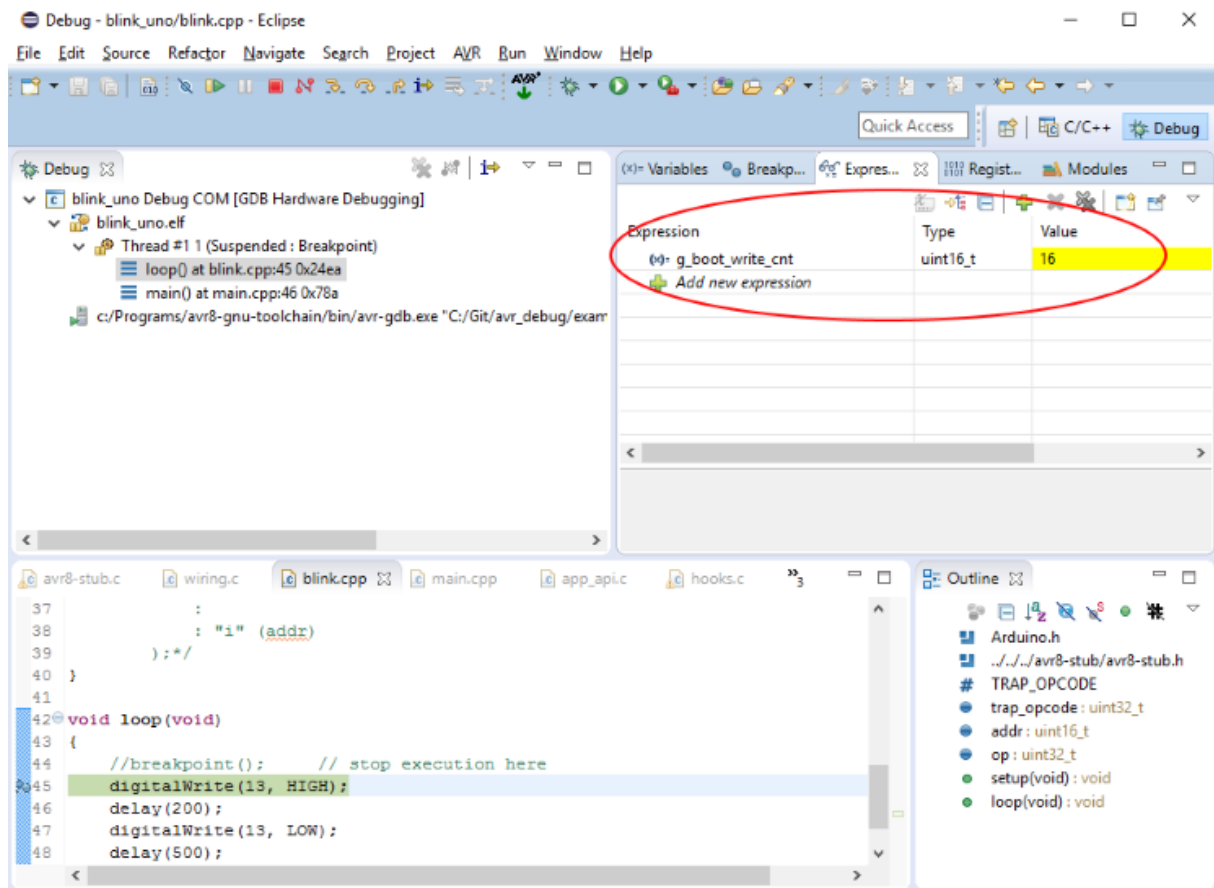 Debug - blink_uno/blink.cpp - Eclipse
File Edit Source Refactor Navigate Search Project AVR Run Window Help
AVR
Quick Access C/C++ Debug
Debug
blink_uno Debug COM [GDB Hardware Debugging]
blink_uno.elf
Thread #1 1 (Suspended : Breakpoint)
loop() at blink.cpp:45 0x24ea
main() at main.cpp:46 0x78a
c:/Programs/avr8-gnu-toolchain/bin/avr-gdb.exe "C:/Git/avr_debug/exam
(x)= Variables Breakp... Expres... Regist... Modules
Expression Type Value
(x)= g_boot_write_cnt uint16_t 16
Add new expression
avr8-stub.c wiring.c blink.cpp main.cpp app_api.c hooks.c »3
37 :
38 : "i" (addr)
39 );*/
40 }
41
42 void loop(void)
43 {
44 //breakpoint(); // stop execution here
45 digitalWrite(13, HIGH);
46 delay(200);
47 digitalWrite(13, LOW);
48 delay(500);
Outline
Arduino.h
../../../avr8-stub/avr8-stub.h
# TRAP_OPCODE
trap_opcode : uint32_t
addr : uint16_t
op : uint32_t
setup(void) : void
loop(void) : void